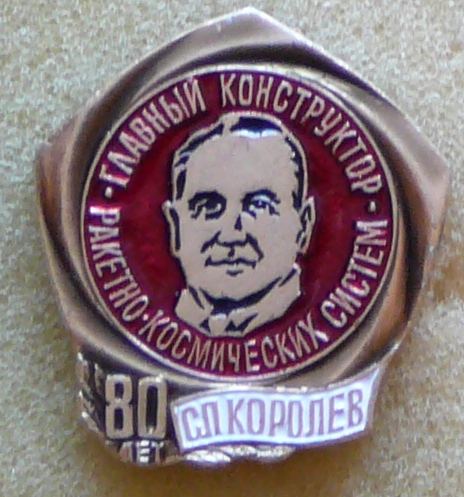 ГЛАВНЫЙ КОНСТРУКТОР
РАКЕТНО-КОСМИЧЕСКИХ СИСТЕМ
80
ЛЕТ
С.П КОРОЛЕВ